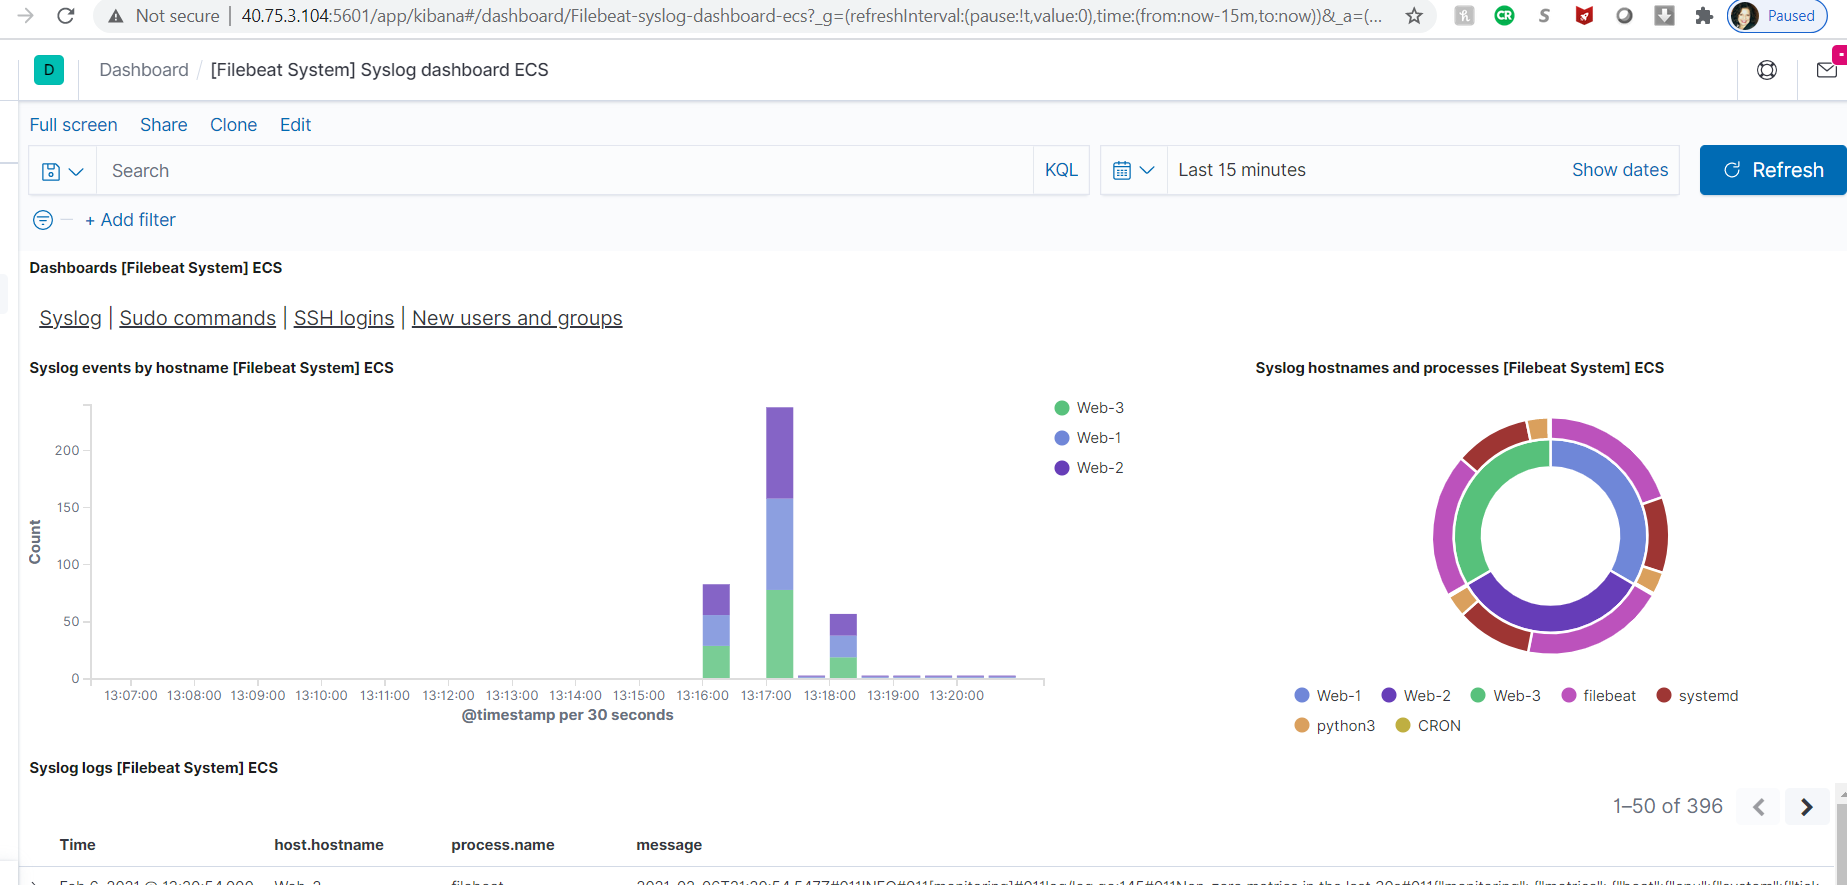 Not secure | 40.75.3.104:5601/app/kibana#/dashboard/Filebeat-syslog-dashboard-ecs?_g=(refreshInterval:(pause:!t,value:0),time:(from:now-15m,to:now))&_a=(...
CR S Paused
D Dashboard / [Filebeat System] Syslog dashboard ECS
Full screen Share Clone Edit
Search KQL Last 15 minutes Show dates Refresh
+ Add filter
Dashboards [Filebeat System] ECS
Syslog | Sudo commands | SSH logins | New users and groups
Syslog events by hostname [Filebeat System] ECS
200
150
100
50
0
Count
13:07:00 13:08:00 13:09:00 13:10:00 13:11:00 13:12:00 13:13:00 13:14:00 13:15:00 13:16:00 13:17:00 13:18:00 13:19:00 13:20:00
@timestamp per 30 seconds
Web-3
Web-1
Web-2
Syslog hostnames and processes [Filebeat System] ECS
Web-1 Web-2 Web-3 filebeat systemd
python3 CRON
Syslog logs [Filebeat System] ECS
1–50 of 396
Time host.hostname process.name message